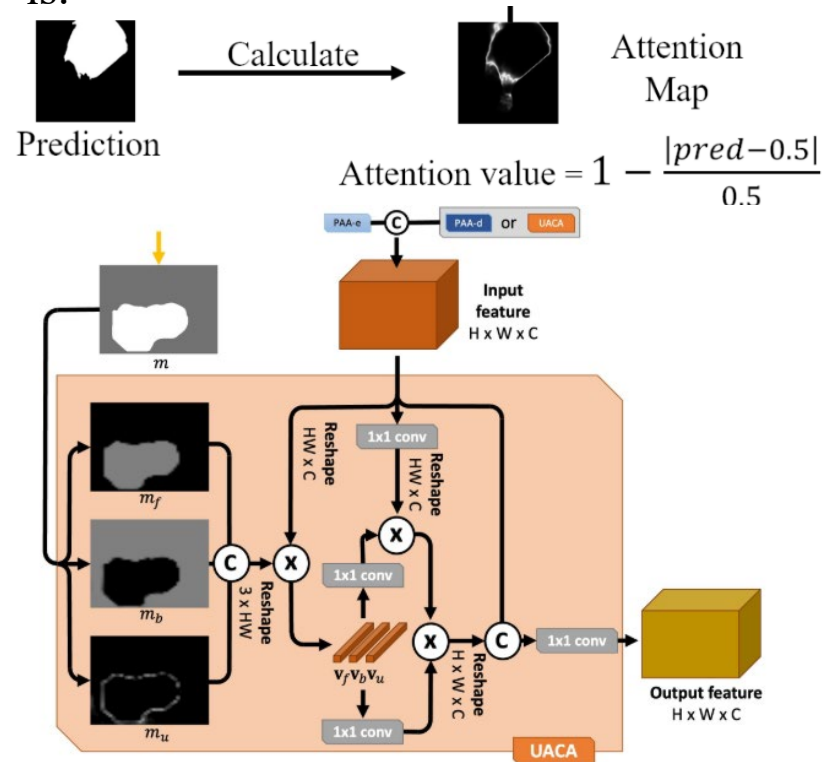 is.
Calculate
Attention
Map
Prediction
Attention value = 1 − |pred−0.5| / 0.5
PAA-e C PAA-d or UACA
Input
feature
H x W x C
m
1x1 conv
Reshape
HW x C
Reshape
HW x C
m_f
X
C
X
1x1 conv
Reshape
3 x HW
m_b
v_f v_b v_u
X
C
1x1 conv
Reshape
H x W x C
m_u
1x1 conv
Output feature
H x W x C
UACA